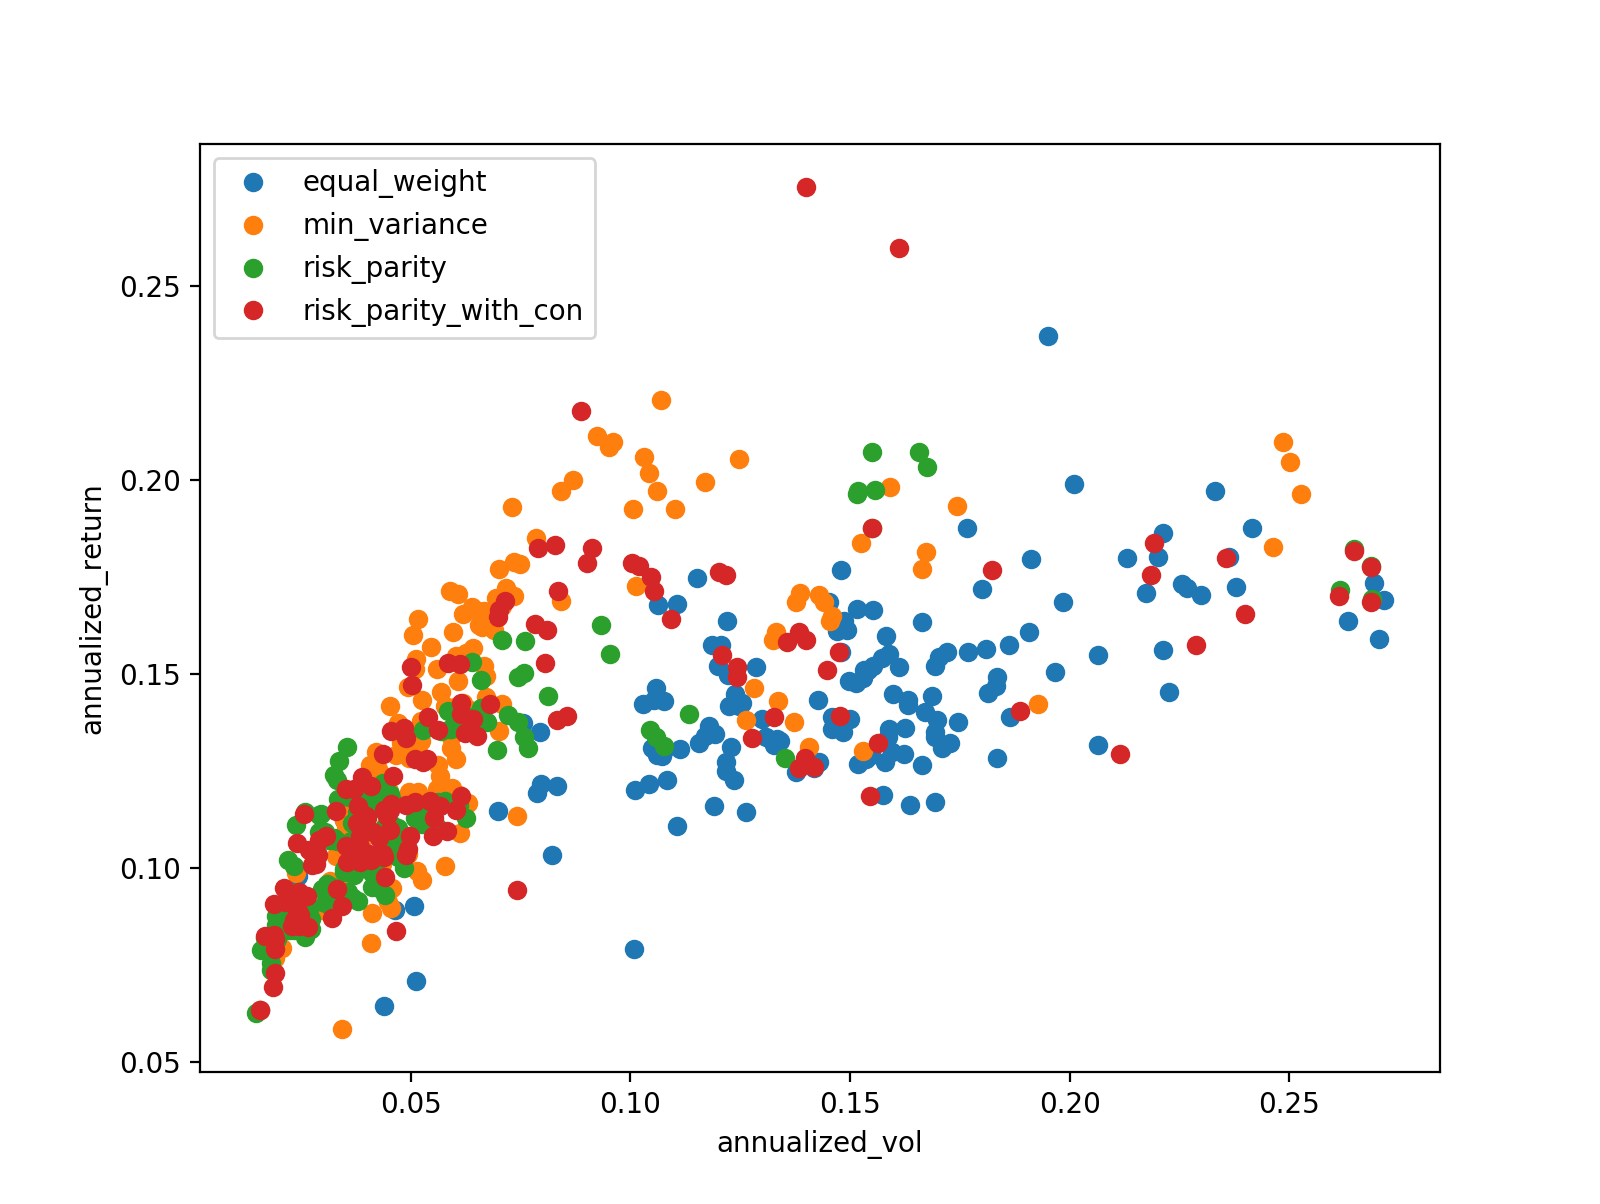 equal_weight
min_variance
risk_parity
risk_parity_with_con
0.25
0.20
0.15
0.10
0.05
annualized_return
0.05 0.10 0.15 0.20 0.25
annualized_vol